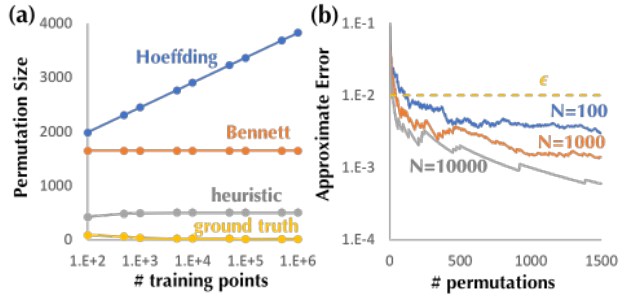 (a)
Permutation Size
4000
3000
2000
1000
0
Hoeffding
Bennett
heuristic
ground truth
1.E+2
1.E+3
1.E+4
1.E+5
1.E+6
# training points
(b)
Approximate Error
1.E-1
1.E-2
1.E-3
1.E-4
ϵ
N=100
N=1000
N=10000
0
500
1000
1500
# permutations